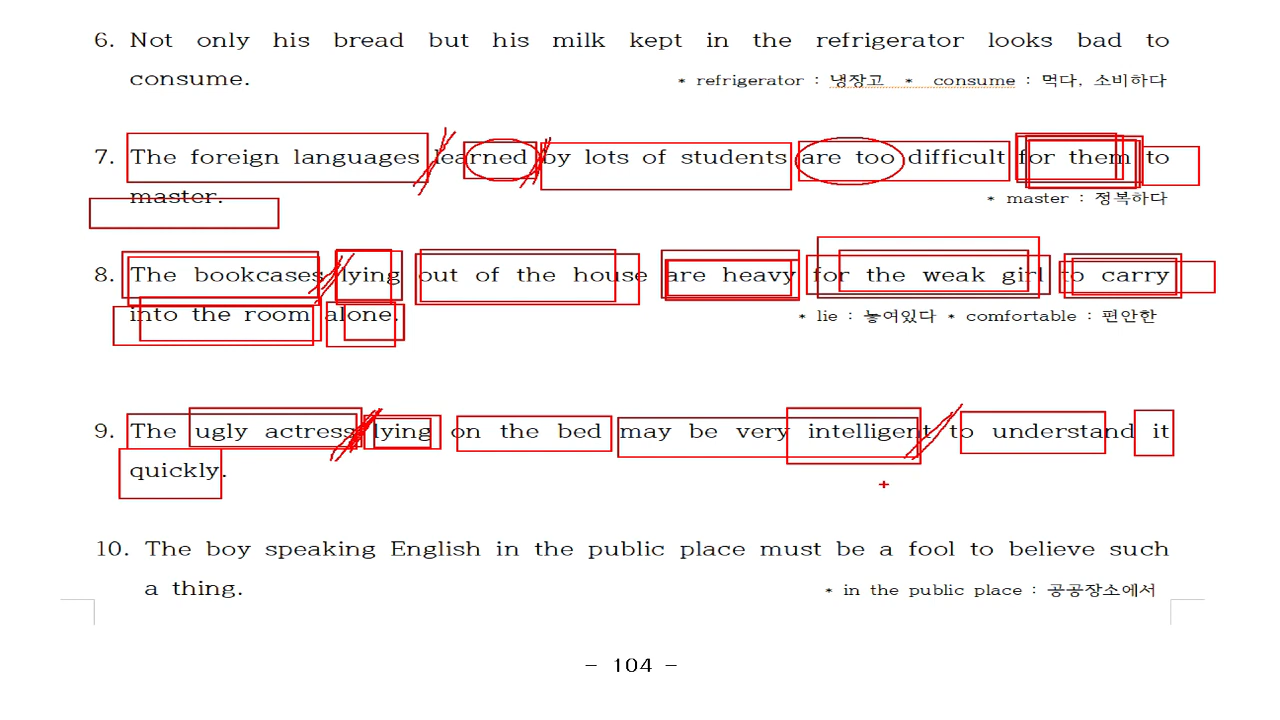 6. Not only his bread but his milk kept in the refrigerator looks bad to
consume. * refrigerator : 냉장고 * consume : 먹다, 소비하다
7. The foreign languages learned by lots of students are too difficult for them to
master. * master : 정복하다
8. The bookcases lying out of the house are heavy for the weak girl to carry
into the room alone. * lie : 놓여있다 * comfortable : 편안한
9. The ugly actress lying on the bed may be very intelligent to understand it
quickly.
10. The boy speaking English in the public place must be a fool to believe such
a thing. * in the public place : 공공장소에서
- 104 -